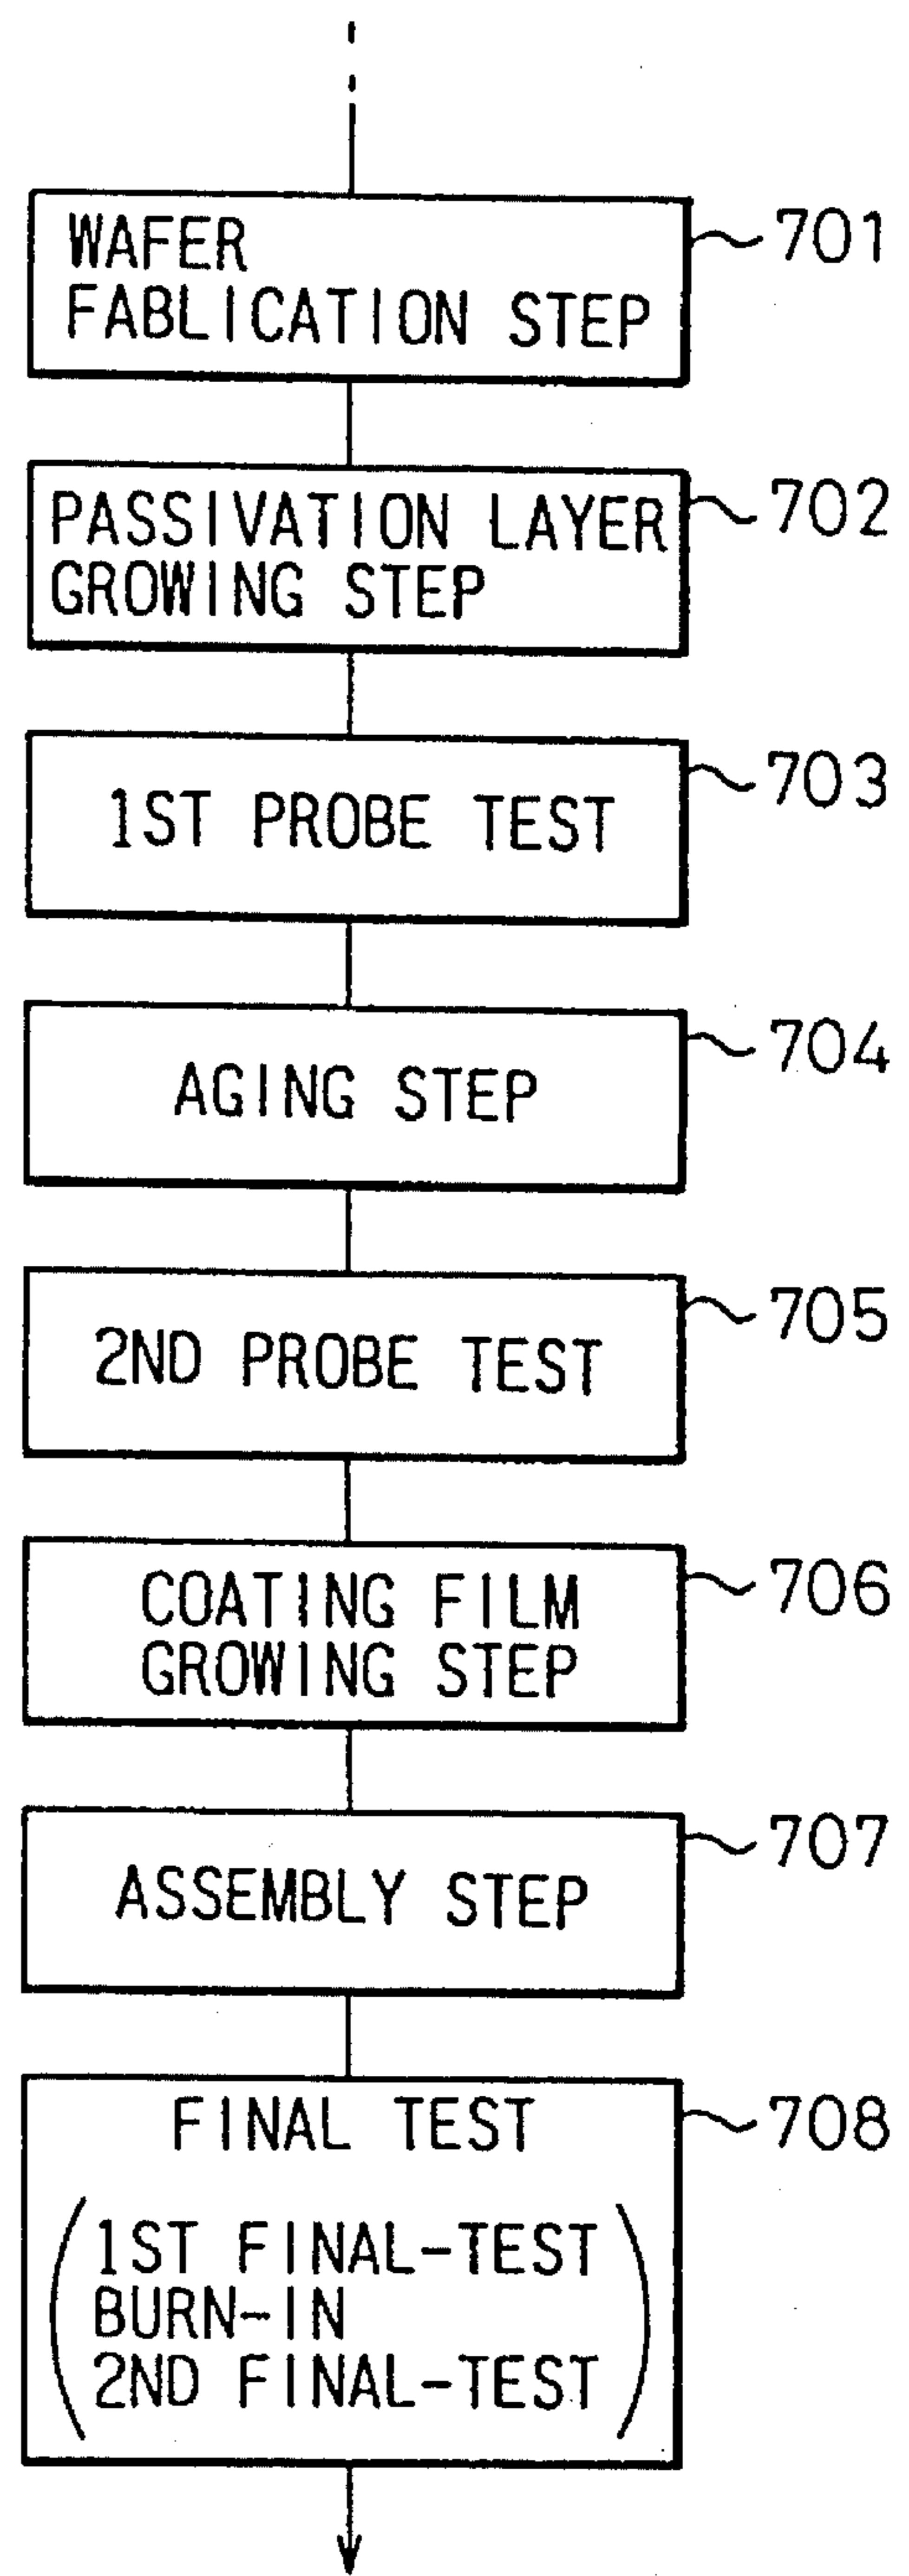 WAFER
FABLICATION STEP
701
PASSIVATION LAYER
GROWING STEP
702
1ST PROBE TEST
703
AGING STEP
704
2ND PROBE TEST
705
COATING FILM
GROWING STEP
706
ASSEMBLY STEP
707
FINAL TEST
708
(1ST FINAL-TEST
BURN-IN
2ND FINAL-TEST)